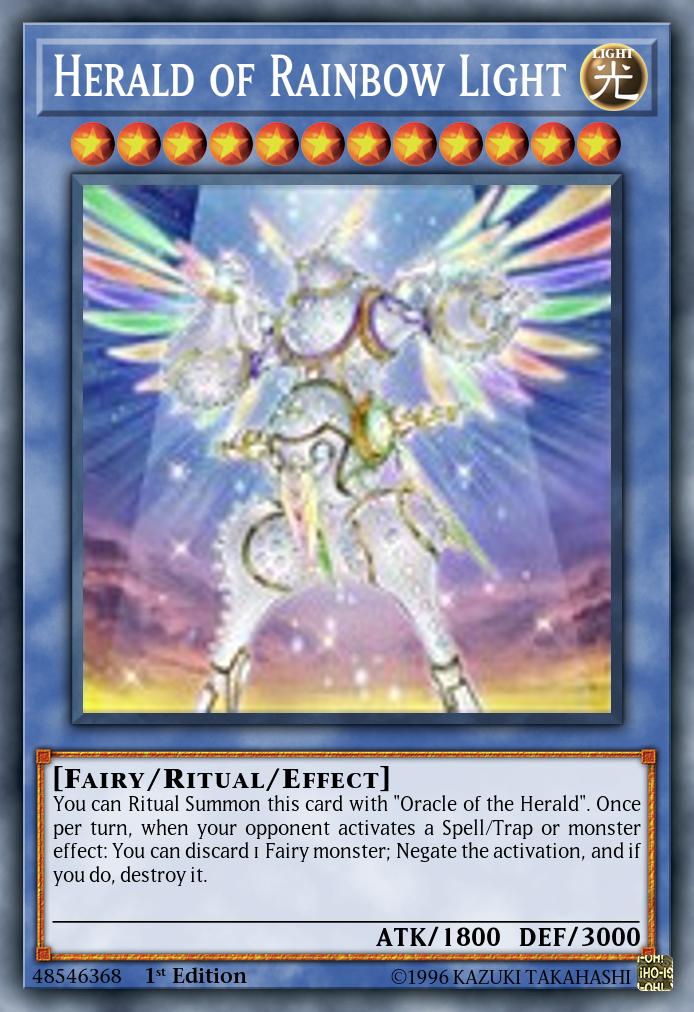 HERALD OF RAINBOW LIGHT
LIGHT
光
[FAIRY/RITUAL/EFFECT]
You can Ritual Summon this card with "Oracle of the Herald". Once
per turn, when your opponent activates a Spell/Trap or monster
effect: You can discard 1 Fairy monster; Negate the activation, and if
you do, destroy it.
ATK/1800 DEF/3000
48546368 1st Edition ©1996 KAZUKI TAKAHASHI